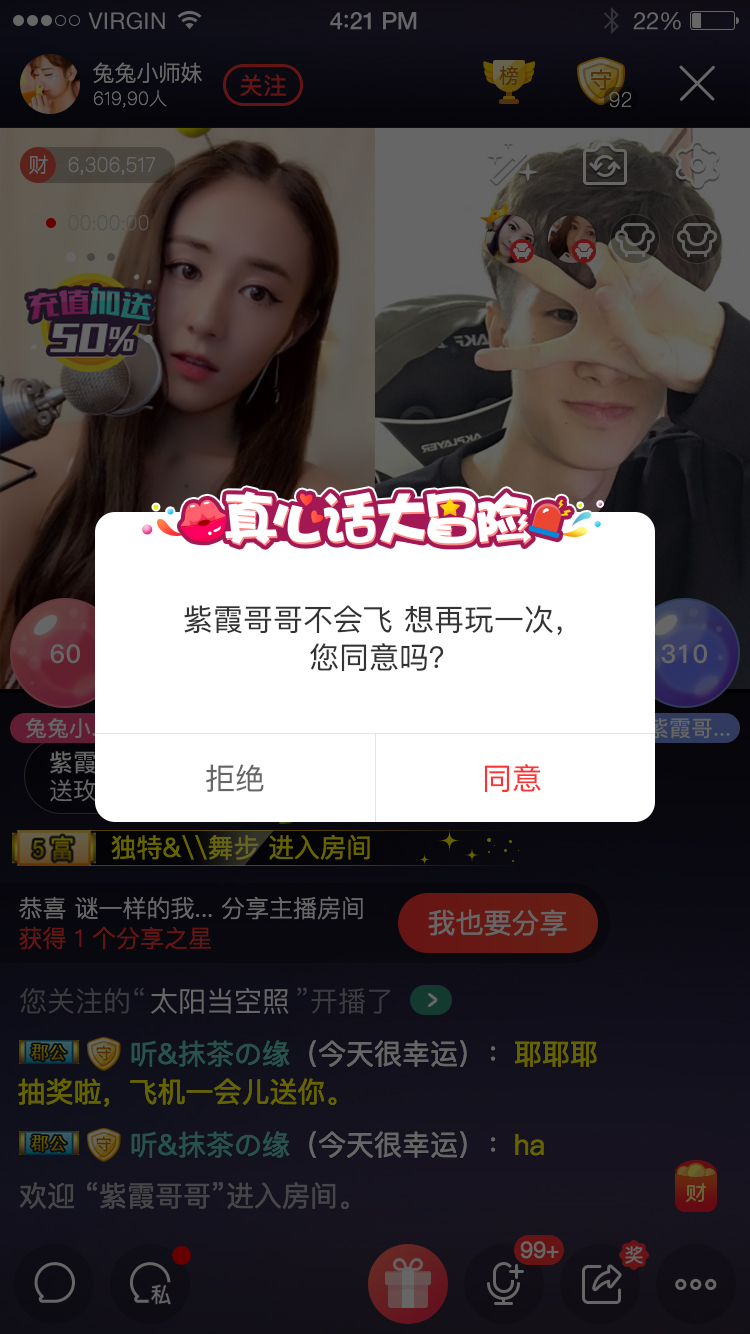 VIRGIN 4:21 PM 22%
兔兔小师妹
619,90人
关注
榜
守
92
财 6,306,517
00:00:00
充值加送
50%
AKPLAYER
真心话大冒险
紫霞哥哥不会飞 想再玩一次，
您同意吗？
拒绝 同意
60
310
兔兔小...
紫霞哥...
紫霞
送玫
5 富 独特&\\舞步 进入房间
恭喜 谜一样的我... 分享主播房间
获得 1 个分享之星
我也要分享
您关注的“太阳当空照”开播了
郡公 守 听&抹茶の缘（今天很幸运）：耶耶耶
抽奖啦，飞机一会儿送你。
郡公 守 听&抹茶の缘（今天很幸运）：ha
欢迎 “紫霞哥哥”进入房间。
财
私
99+
奖